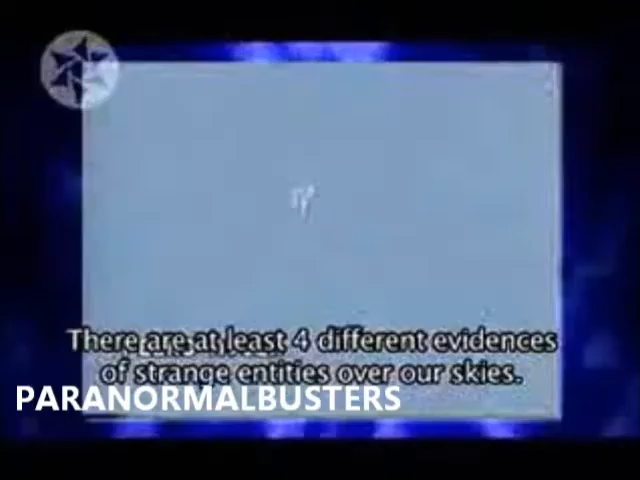 There are at least 4 different evidences
of strange entities over our skies.
PARANORMALBUSTERS